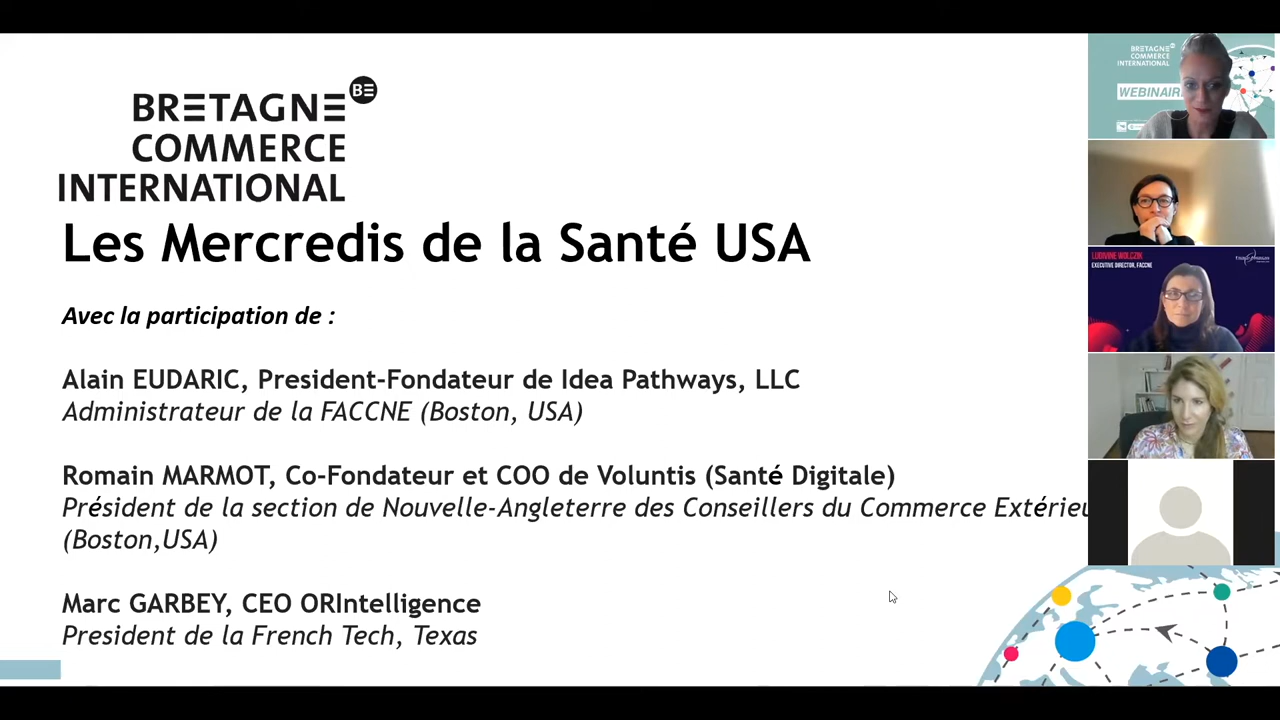 BRETAGNE BE
COMMERCE
INTERNATIONAL
Les Mercredis de la Santé USA
Avec la participation de :
Alain EUDARIC, President-Fondateur de Idea Pathways, LLC
Administrateur de la FACCNE (Boston, USA)
Romain MARMOT, Co-Fondateur et COO de Voluntis (Santé Digitale)
Président de la section de Nouvelle-Angleterre des Conseillers du Commerce Extérieu
(Boston,USA)
Marc GARBEY, CEO ORIntelligence
President de la French Tech, Texas
BRETAGNE BE
COMMERCE
INTERNATIONAL
WEBINAIR
LUDIVINE WOLCZIK
EXECUTIVE DIRECTOR, FACCNE